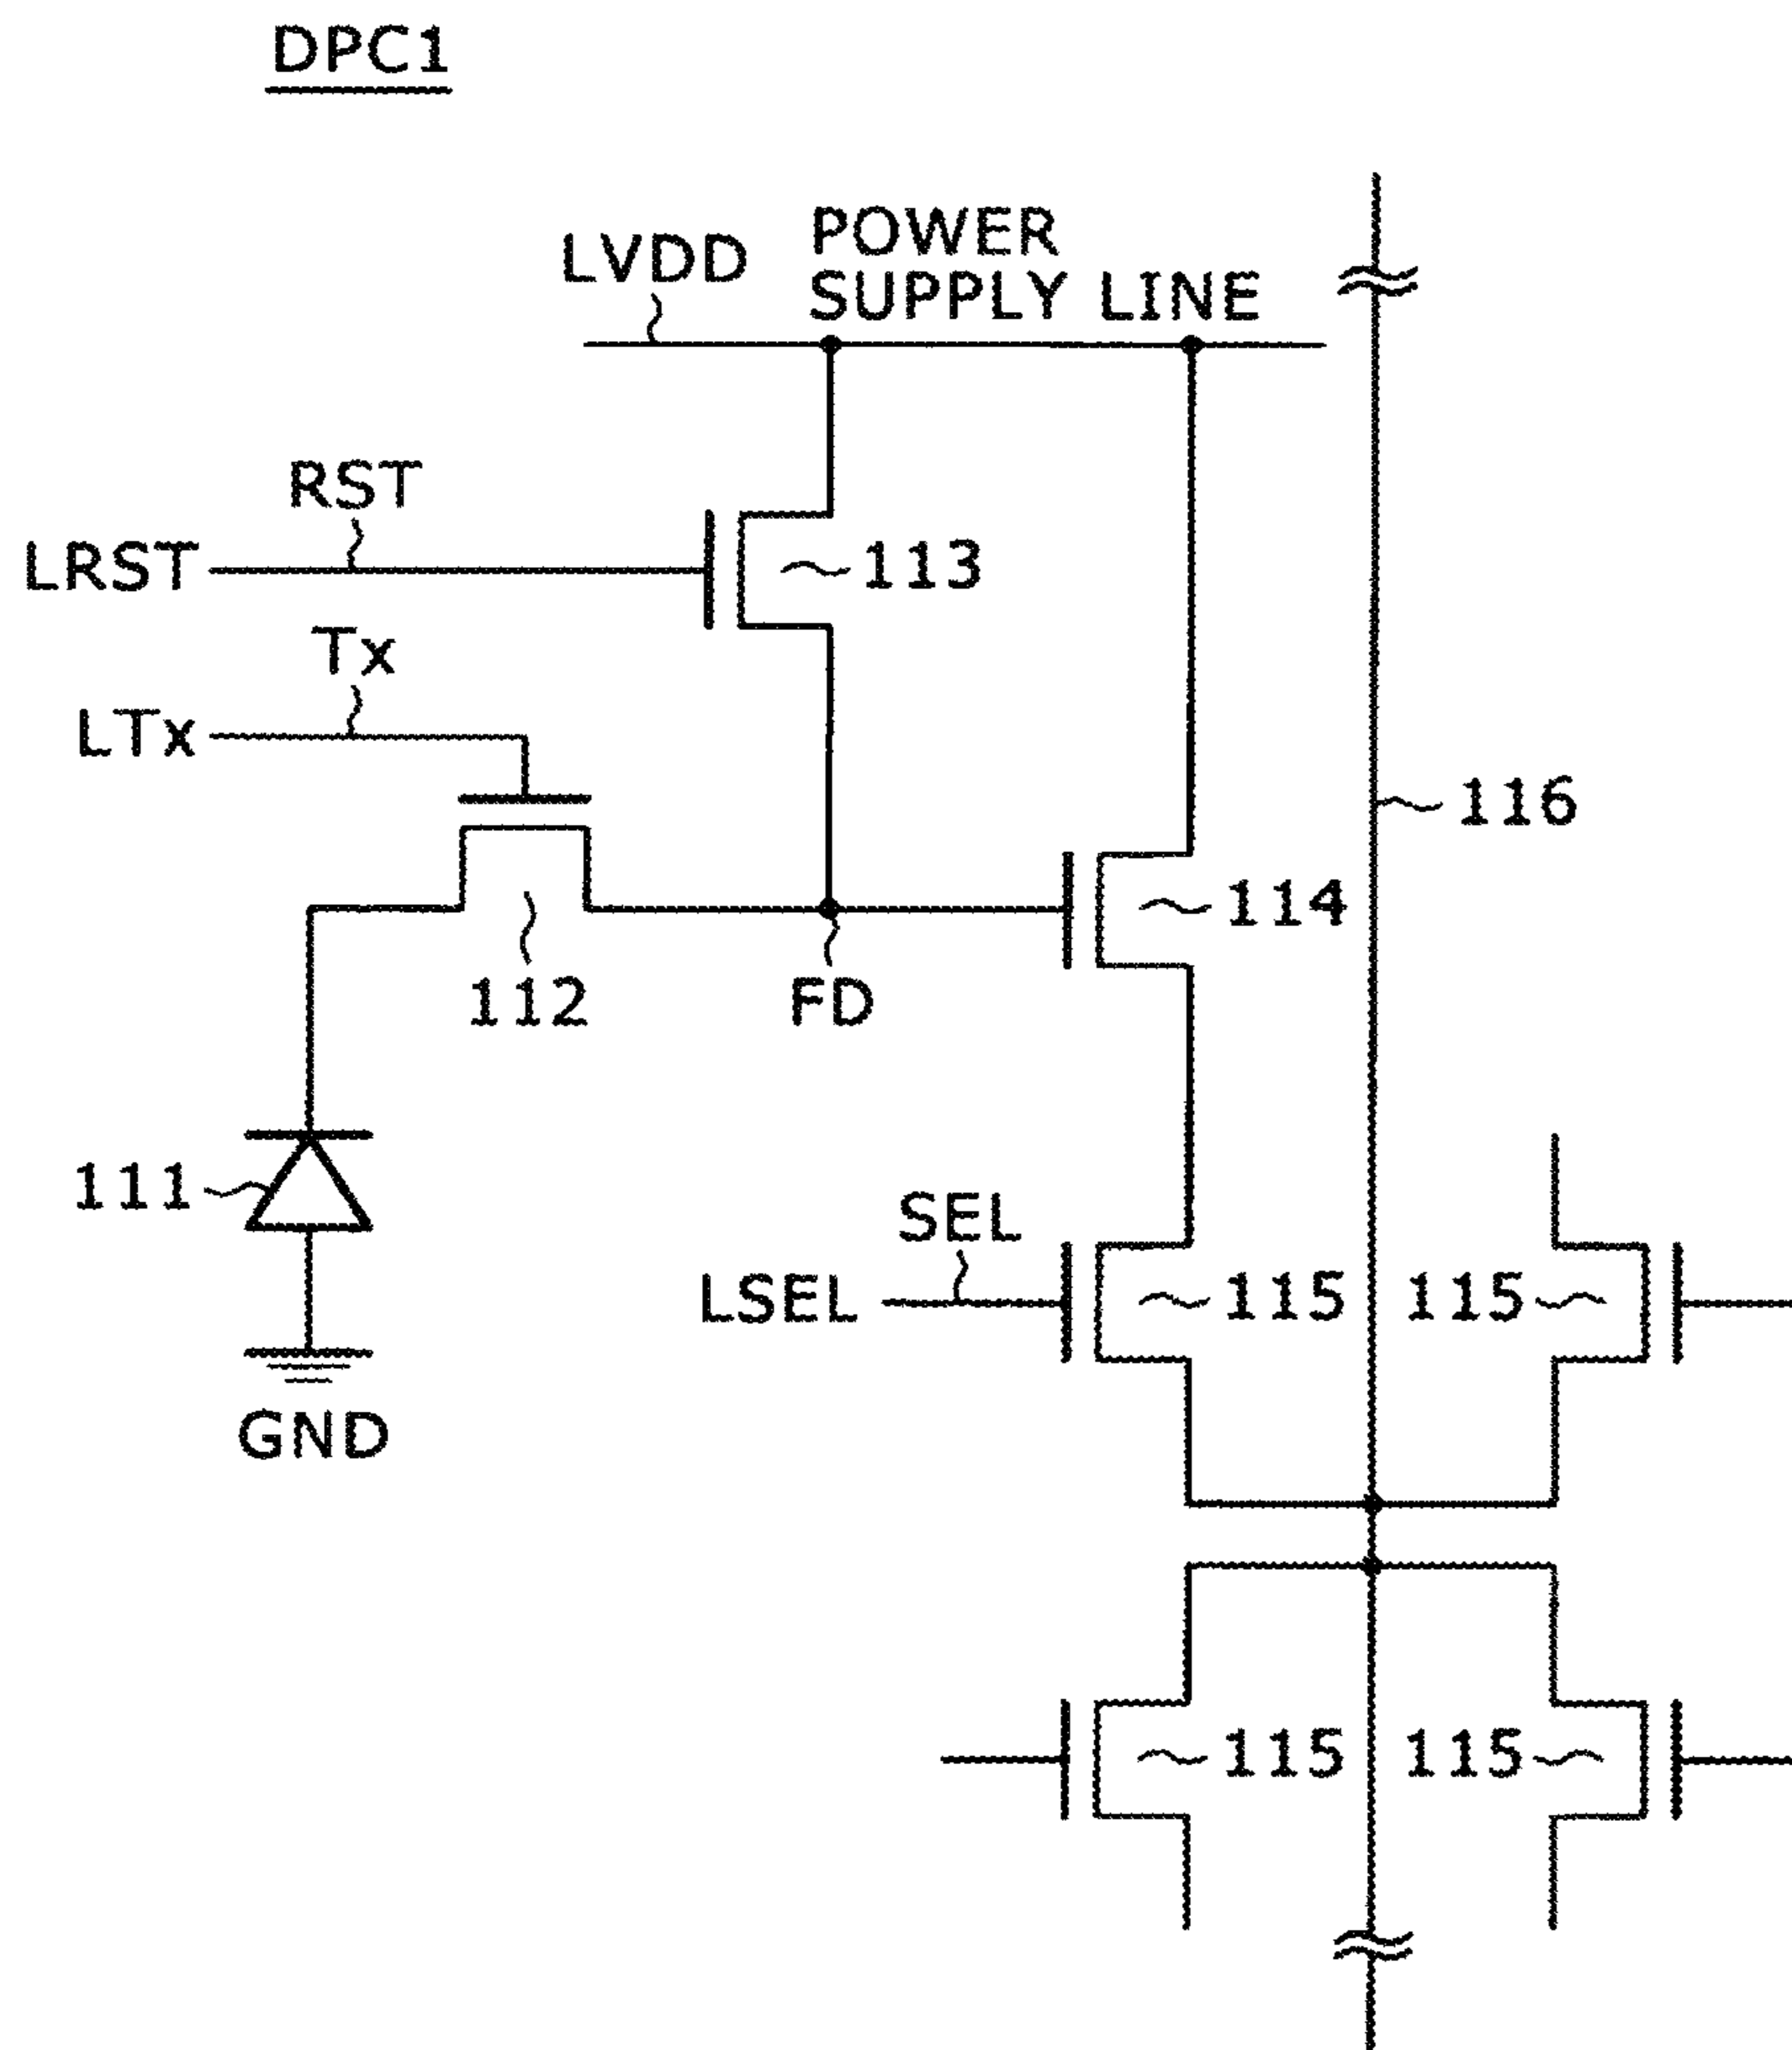 DPC1
LVDD
POWER
SUPPLY LINE
RST
LRST
113
Tx
LTx
116
114
112
FD
111
SEL
LSEL
115
115
GND
115
115